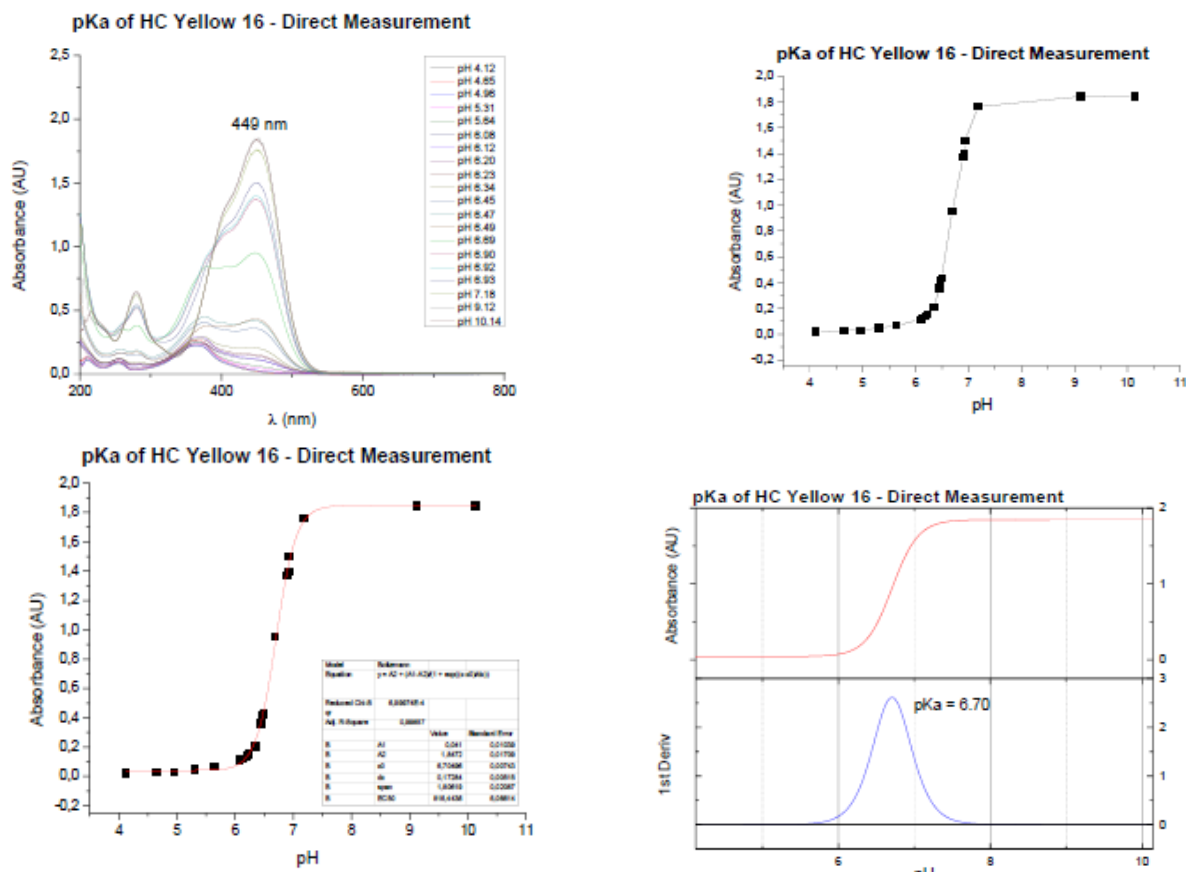 pKa of HC Yellow 16 - Direct Measurement
2,5
2,0
1,5
1,0
0,5
0,0
Absorbance (AU)
449 nm
pH 4.12
pH 4.65
pH 4.98
pH 5.31
pH 5.64
pH 6.08
pH 6.12
pH 6.20
pH 6.23
pH 6.34
pH 6.45
pH 6.47
pH 6.49
pH 6.69
pH 6.90
pH 6.92
pH 6.93
pH 7.18
pH 9.12
pH 10.14
200 400 600 800
λ (nm)
pKa of HC Yellow 16 - Direct Measurement
2,0
1,8
1,6
1,4
1,2
1,0
0,8
0,6
0,4
0,2
0,0
-0,2
Absorbance (AU)
4 5 6 7 8 9 10 11
pH
pKa of HC Yellow 16 - Direct Measurement
2,0
1,8
1,6
1,4
1,2
1,0
0,8
0,6
0,4
0,2
0,0
-0,2
Absorbance (AU)
Model
Equation
Adj. R-Square
Value Standard Error
B A1 0,041
B A2
B x0
B dx
B span
B EC50
4 5 6 7 8 9 10 11
pH
pKa of HC Yellow 16 - Direct Measurement
2
1
0
Absorbance (AU)
3
2
1
0
1st Deriv
pKa = 6.70
6 8 10
pH